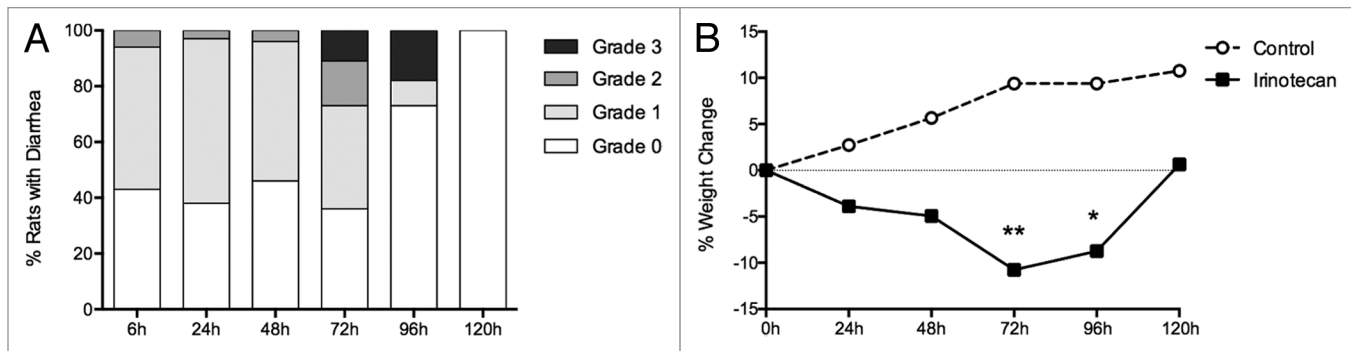 A
% Rats with Diarrhea
100
80
60
40
20
0
6h 24h 48h 72h 96h 120h
Grade 3
Grade 2
Grade 1
Grade 0
B
% Weight Change
15
10
5
0
-5
-10
-15
** *
0h 24h 48h 72h 96h 120h
Control
Irinotecan